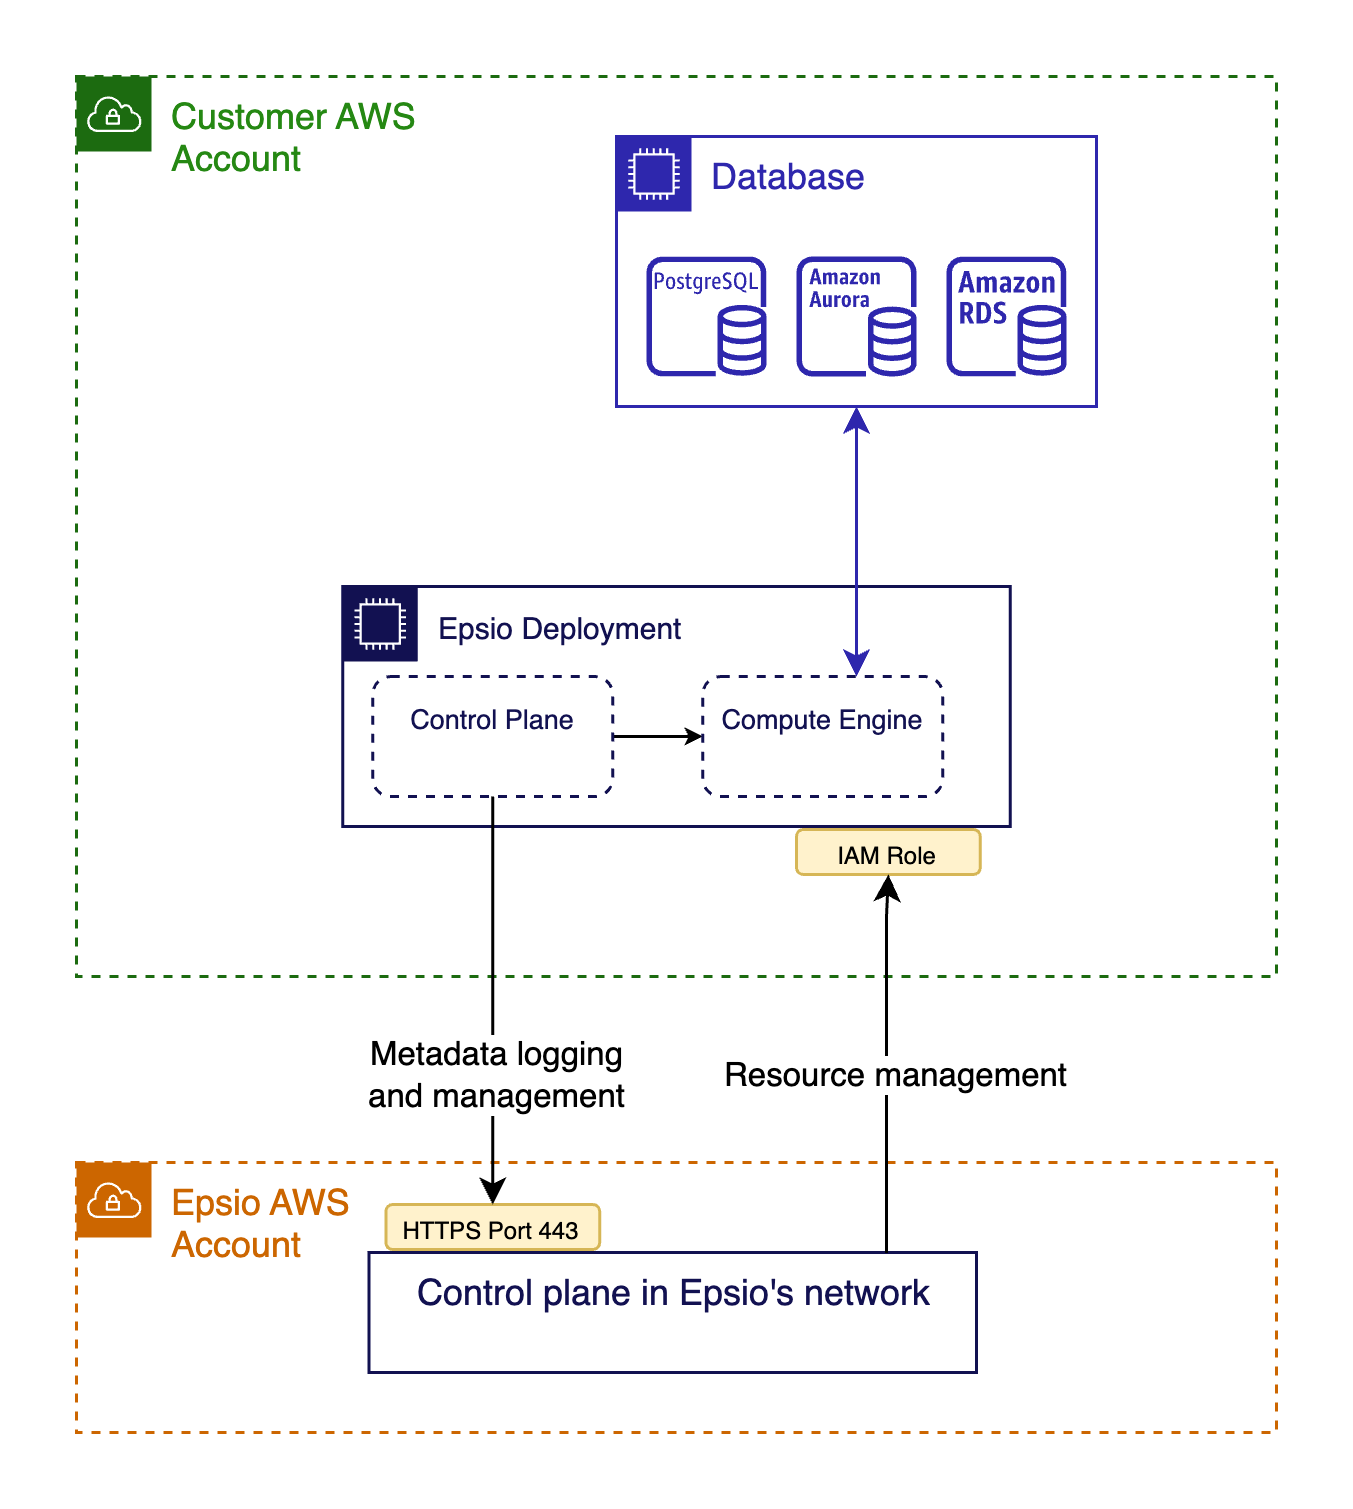 Customer AWS
Account
Database
PostgreSQL
Amazon
Aurora
Amazon
RDS
Epsio Deployment
Control Plane
Compute Engine
IAM Role
Metadata logging
and management
Resource management
Epsio AWS
Account
HTTPS Port 443
Control plane in Epsio's network